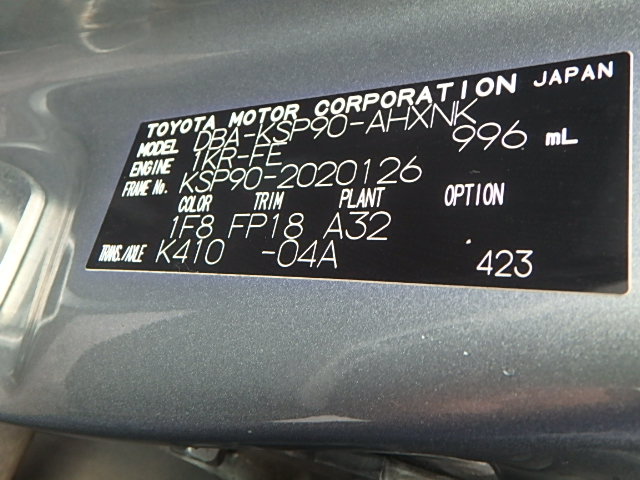 TOYOTA MOTOR CORPORATION JAPAN
MODEL DBA-KSP90-AHXNK
ENGINE 1KR-FE 996 mL
FRAME No. KSP90-2020126
COLOR TRIM PLANT OPTION
1F8 FP18 A32
TRANS./AXLE K410 -04A 423